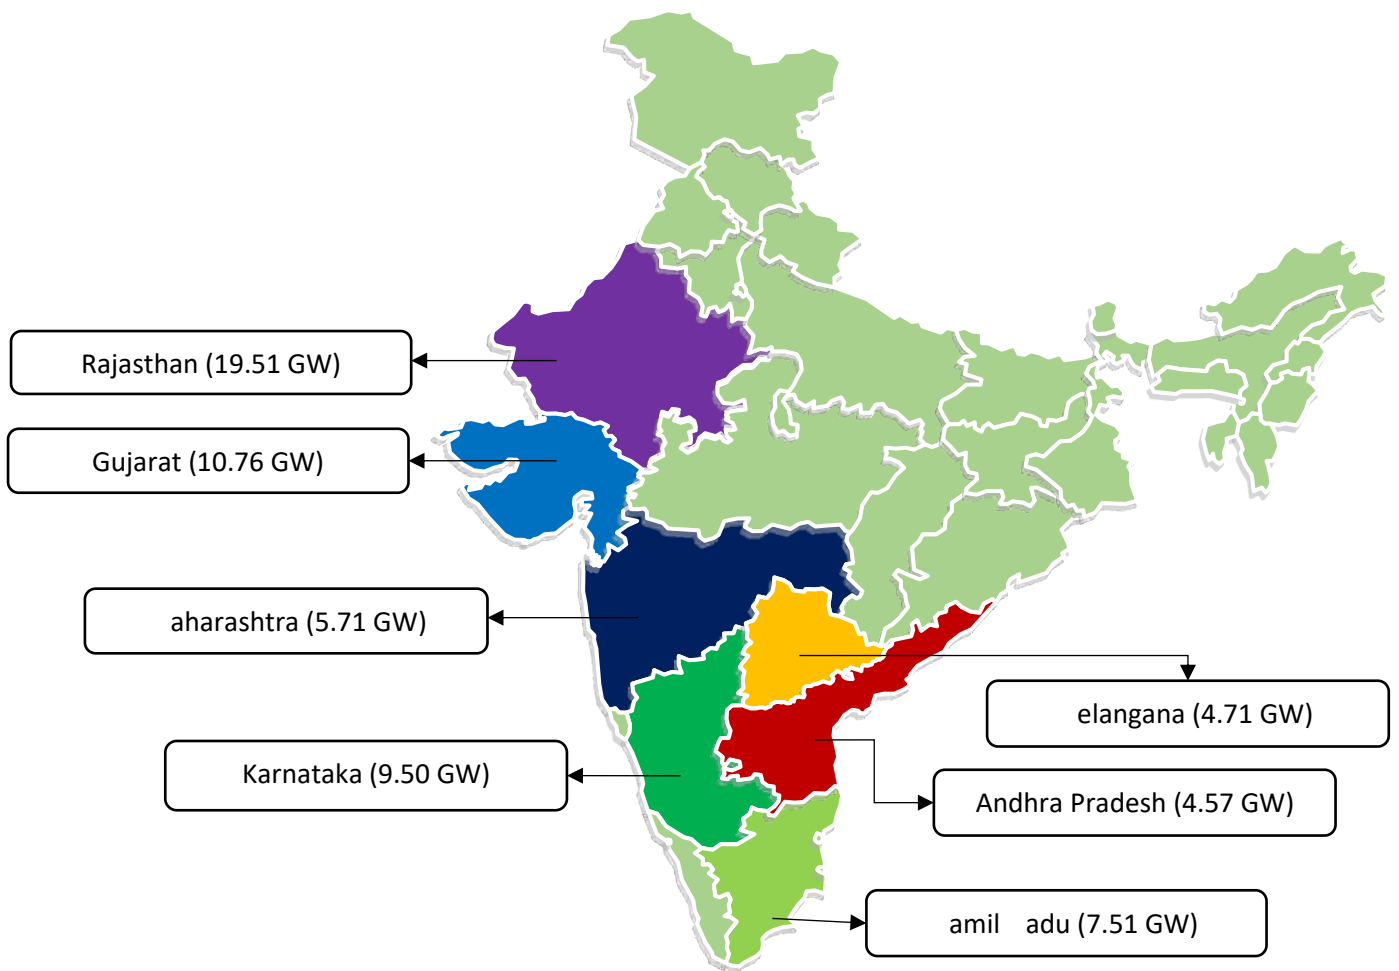 Rajasthan (19.51 GW)
Gujarat (10.76 GW)
aharashtra (5.71 GW)
elangana (4.71 GW)
Karnataka (9.50 GW)
Andhra Pradesh (4.57 GW)
amil adu (7.51 GW)